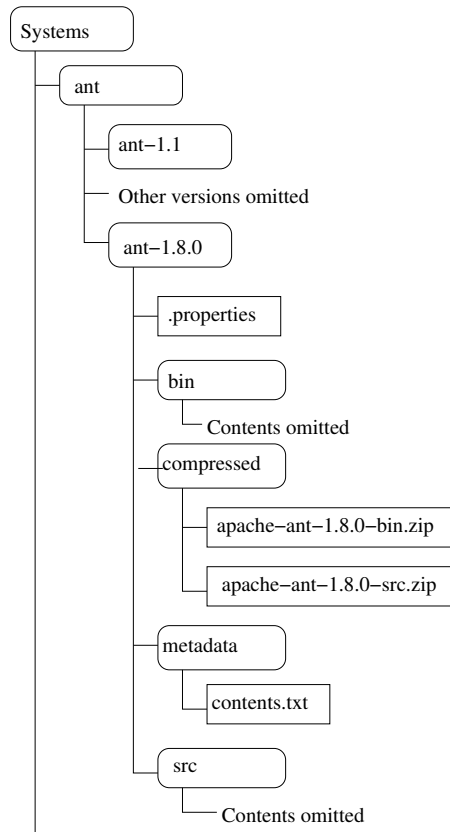 Systems
ant
ant−1.1
Other versions omitted
ant−1.8.0
.properties
bin
Contents omitted
compressed
apache−ant−1.8.0−bin.zip
apache−ant−1.8.0−src.zip
metadata
contents.txt
src
Contents omitted